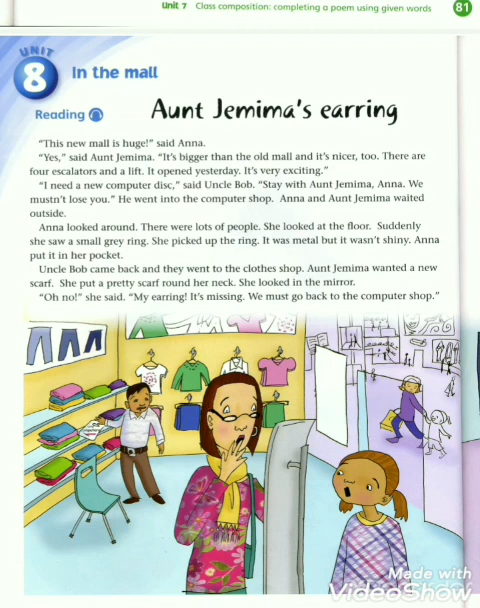 Unit 7 Class composition: completing a poem using given words 81
UNIT
8 In the mall
Reading Aunt Jemima's earring
"This new mall is huge!" said Anna.
"Yes," said Aunt Jemima. "It's bigger than the old mall and it's nicer, too. There are
four escalators and a lift. It opened yesterday. It's very exciting."
"I need a new computer disc," said Uncle Bob. "Stay with Aunt Jemima, Anna. We
mustn't lose you." He went into the computer shop. Anna and Aunt Jemima waited
outside.
Anna looked around. There were lots of people. She looked at the floor. Suddenly
she saw a small grey ring. She picked up the ring. It was metal but it wasn't shiny. Anna
put it in her pocket.
Uncle Bob came back and they went to the clothes shop. Aunt Jemima wanted a new
scarf. She put a pretty scarf round her neck. She looked in the mirror.
"Oh no!" she said. "My earring! It's missing. We must go back to the computer shop."
Made with
VideoShow